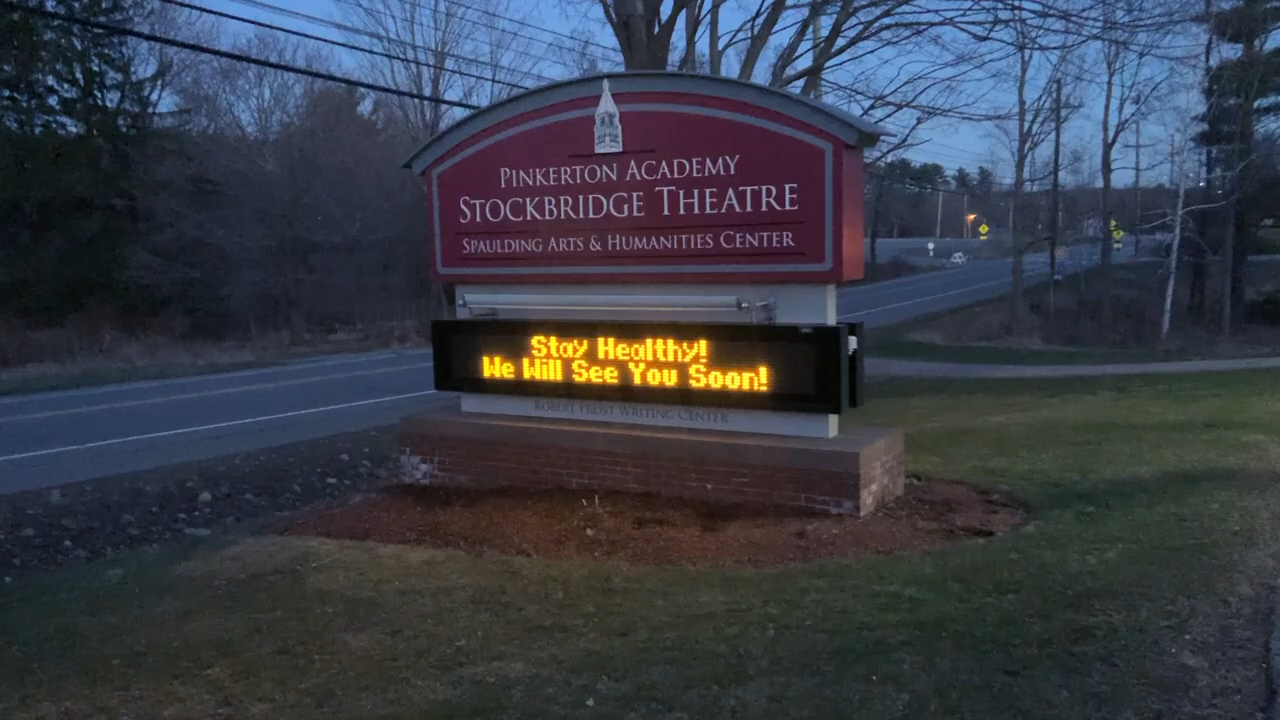 PINKERTON ACADEMY
STOCKBRIDGE THEATRE
SPAULDING ARTS & HUMANITIES CENTER
Stay Healthy!
We Will See You Soon!
ROBERT FROST WRITING CENTER